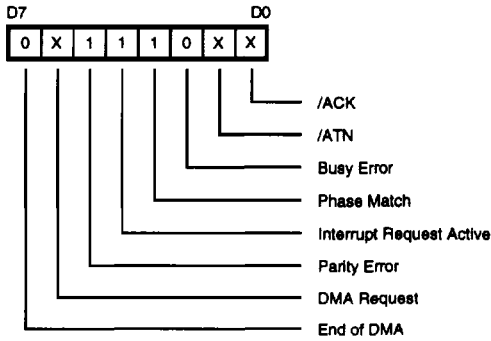 D7 D0
0 X 1 1 1 0 X X
/ACK
/ATN
Busy Error
Phase Match
Interrupt Request Active
Parity Error
DMA Request
End of DMA